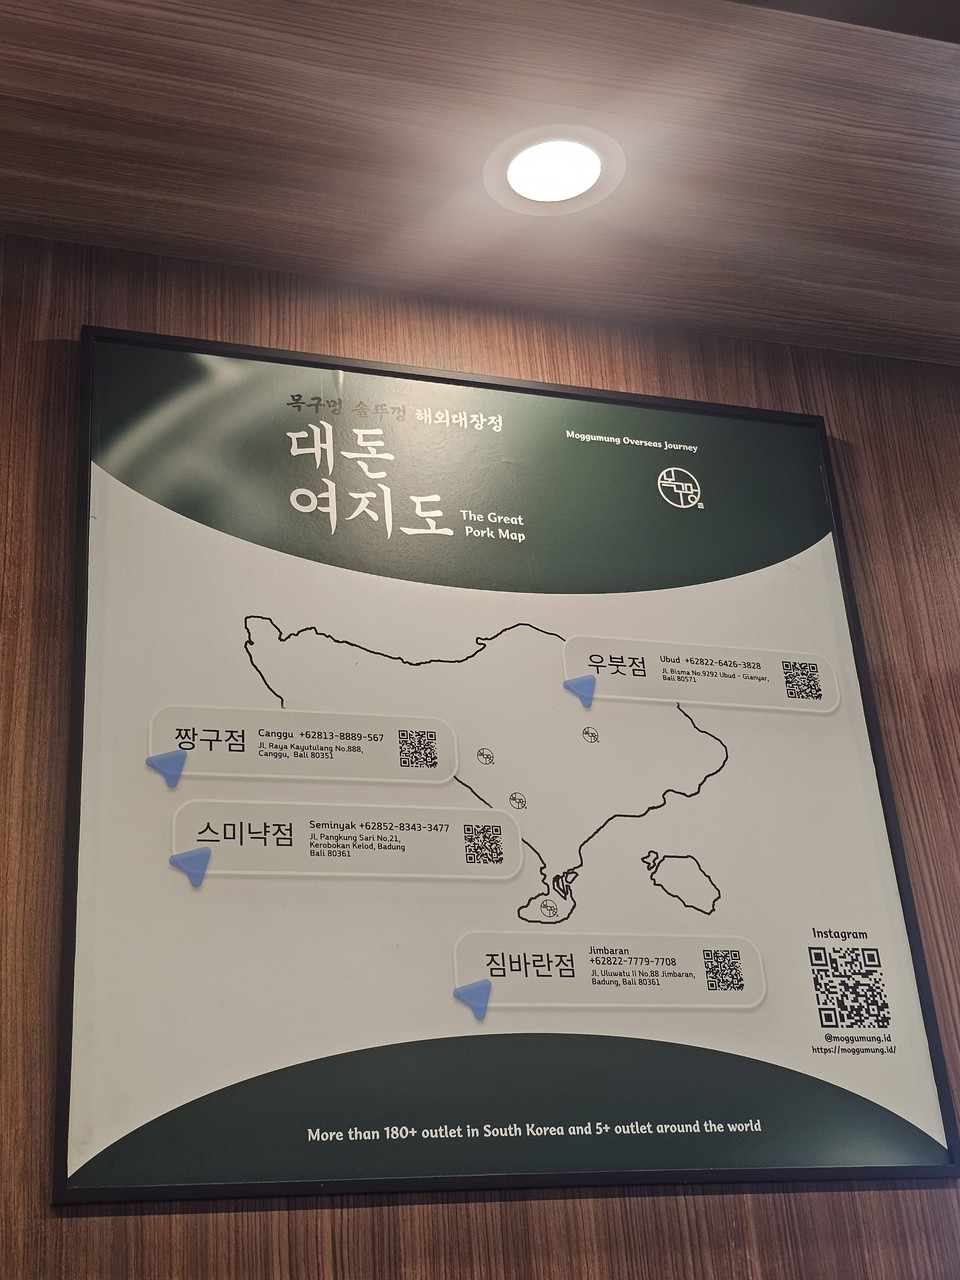 목구멍 솥뚜껑 해외대장정
대돈
여지도
The Great
Pork Map
Moggumung Overseas Journey
목구멍
우붓점
Ubud +62822-6426-3828
Jl. Bisma No.9292 Ubud - Gianyar,
Bali 80571
짱구점
Canggu +62813-8889-567
Jl. Raya Kayutulang No.888,
Canggu, Bali 80351
스미냑점
Seminyak +62852-8343-3477
Jl. Pangkung Sari No.21,
Kerobokan Kelod, Badung
Bali 80361
짐바란점
Jimbaran
+62822-7779-7708
Jl. Uluwatu II No.88 Jimbaran,
Badung, Bali 80361
Instagram
@moggumung.id
https://moggumung.id/
More than 180+ outlet in South Korea and 5+ outlet around the world